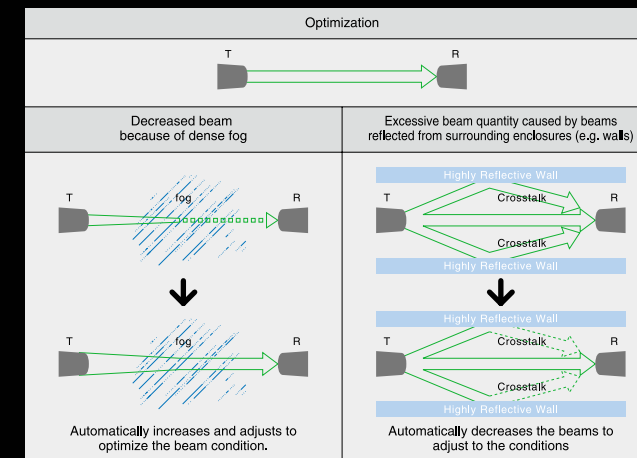 Optimization
T R
Decreased beam
because of dense fog
Excessive beam quantity caused by beams
reflected from surrounding enclosures (e.g. walls)
T fog R
Highly Reflective Wall
T Crosstalk R
Crosstalk
Highly Reflective Wall
T fog R
Highly Reflective Wall
T Crosstalk R
Crosstalk
Highly Reflective Wall
Automatically increases and adjusts to
optimize the beam condition.
Automatically decreases the beams to
adjust to the conditions